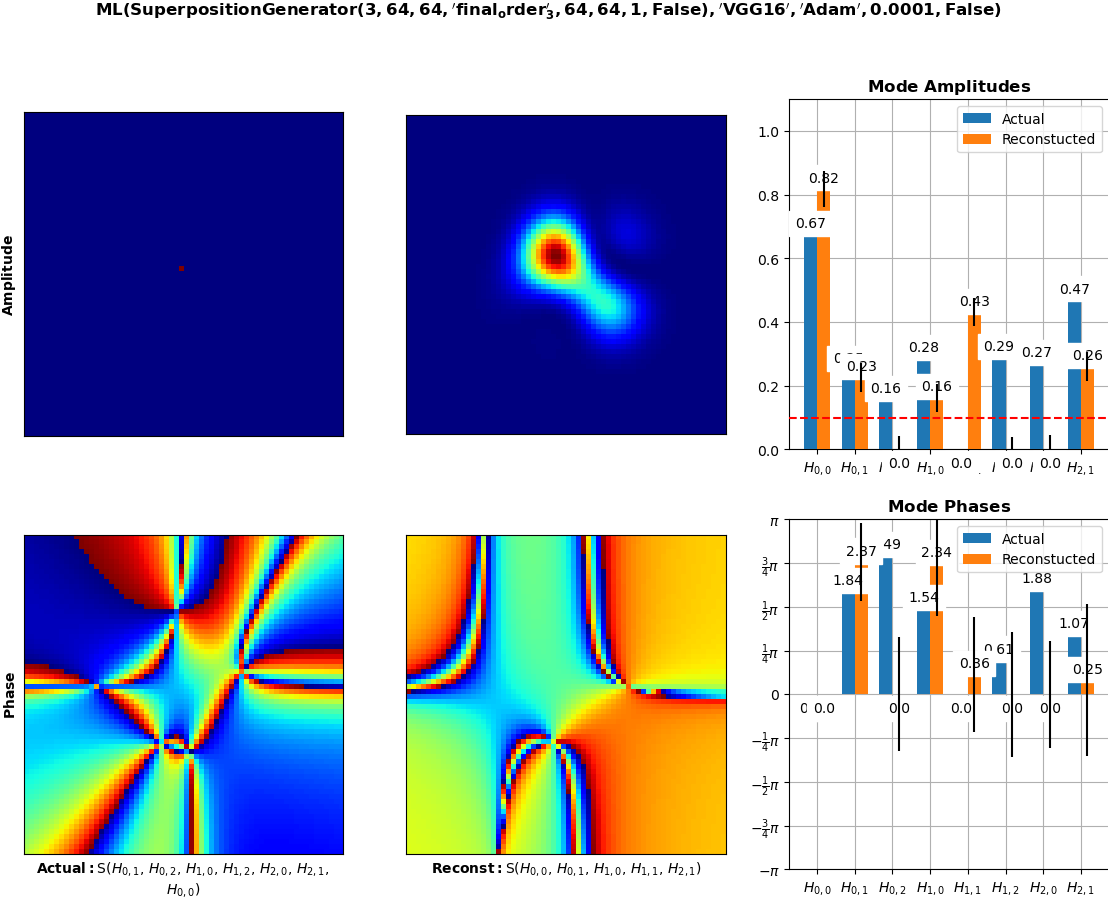 ML(SuperpositionGenerator(3, 64, 64, ′final_order′_3, 64, 64, 1, False), ′VGG16′, ′Adam′, 0.0001, False)
Mode Amplitudes
Amplitude
1.0
0.8
0.6
0.4
0.2
0.0
Actual
Reconstucted
0.67
0.82
0.23
0.16
0.28
0.16
0.43
0.29
0.27
0.47
0.26
0.0
0.0
0.0
0.0
H0,0
H0,1
H1,0
H2,1
Mode Phases
Phase
π
3/4π
1/2π
1/4π
0
−1/4π
−1/2π
−3/4π
−π
Actual
Reconstucted
1.84
2.87
.49
1.54
2.34
0.36
0.61
1.88
1.07
0.25
0.0
H0,0
H0,1
H0,2
H1,0
H1,1
H1,2
H2,0
H2,1
Actual: S(H0,1, H0,2, H1,0, H1,2, H2,0, H2,1,
H0,0)
Reconst: S(H0,0, H0,1, H1,0, H1,1, H2,1)